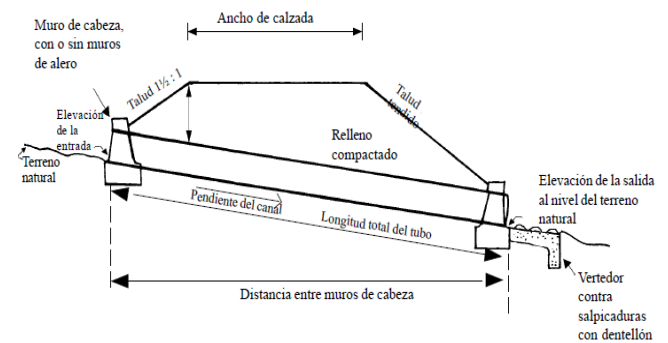 Ancho de calzada
Muro de cabeza,
con o sin muros
de alero
Talud 1½ : 1
Talud
tendido
Elevación
de la
entrada
Relleno
compactado
Terreno
natural
Elevación de la salida
al nivel del terreno
natural
Pendiente del canal
Longitud total del tubo
Distancia entre muros de cabeza
Vertedor
contra
salpicaduras
con dentellón